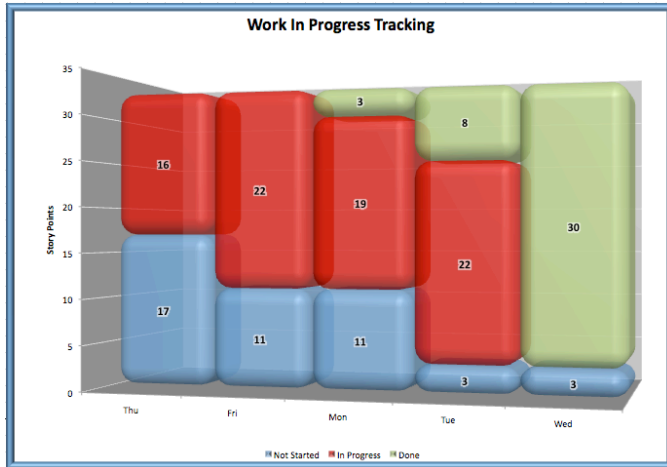 Work In Progress Tracking
Story Points
35
30
25
20
15
10
5
0
16
17
22
11
3
19
11
8
22
3
30
3
Thu
Fri
Mon
Tue
Wed
Not Started
In Progress
Done